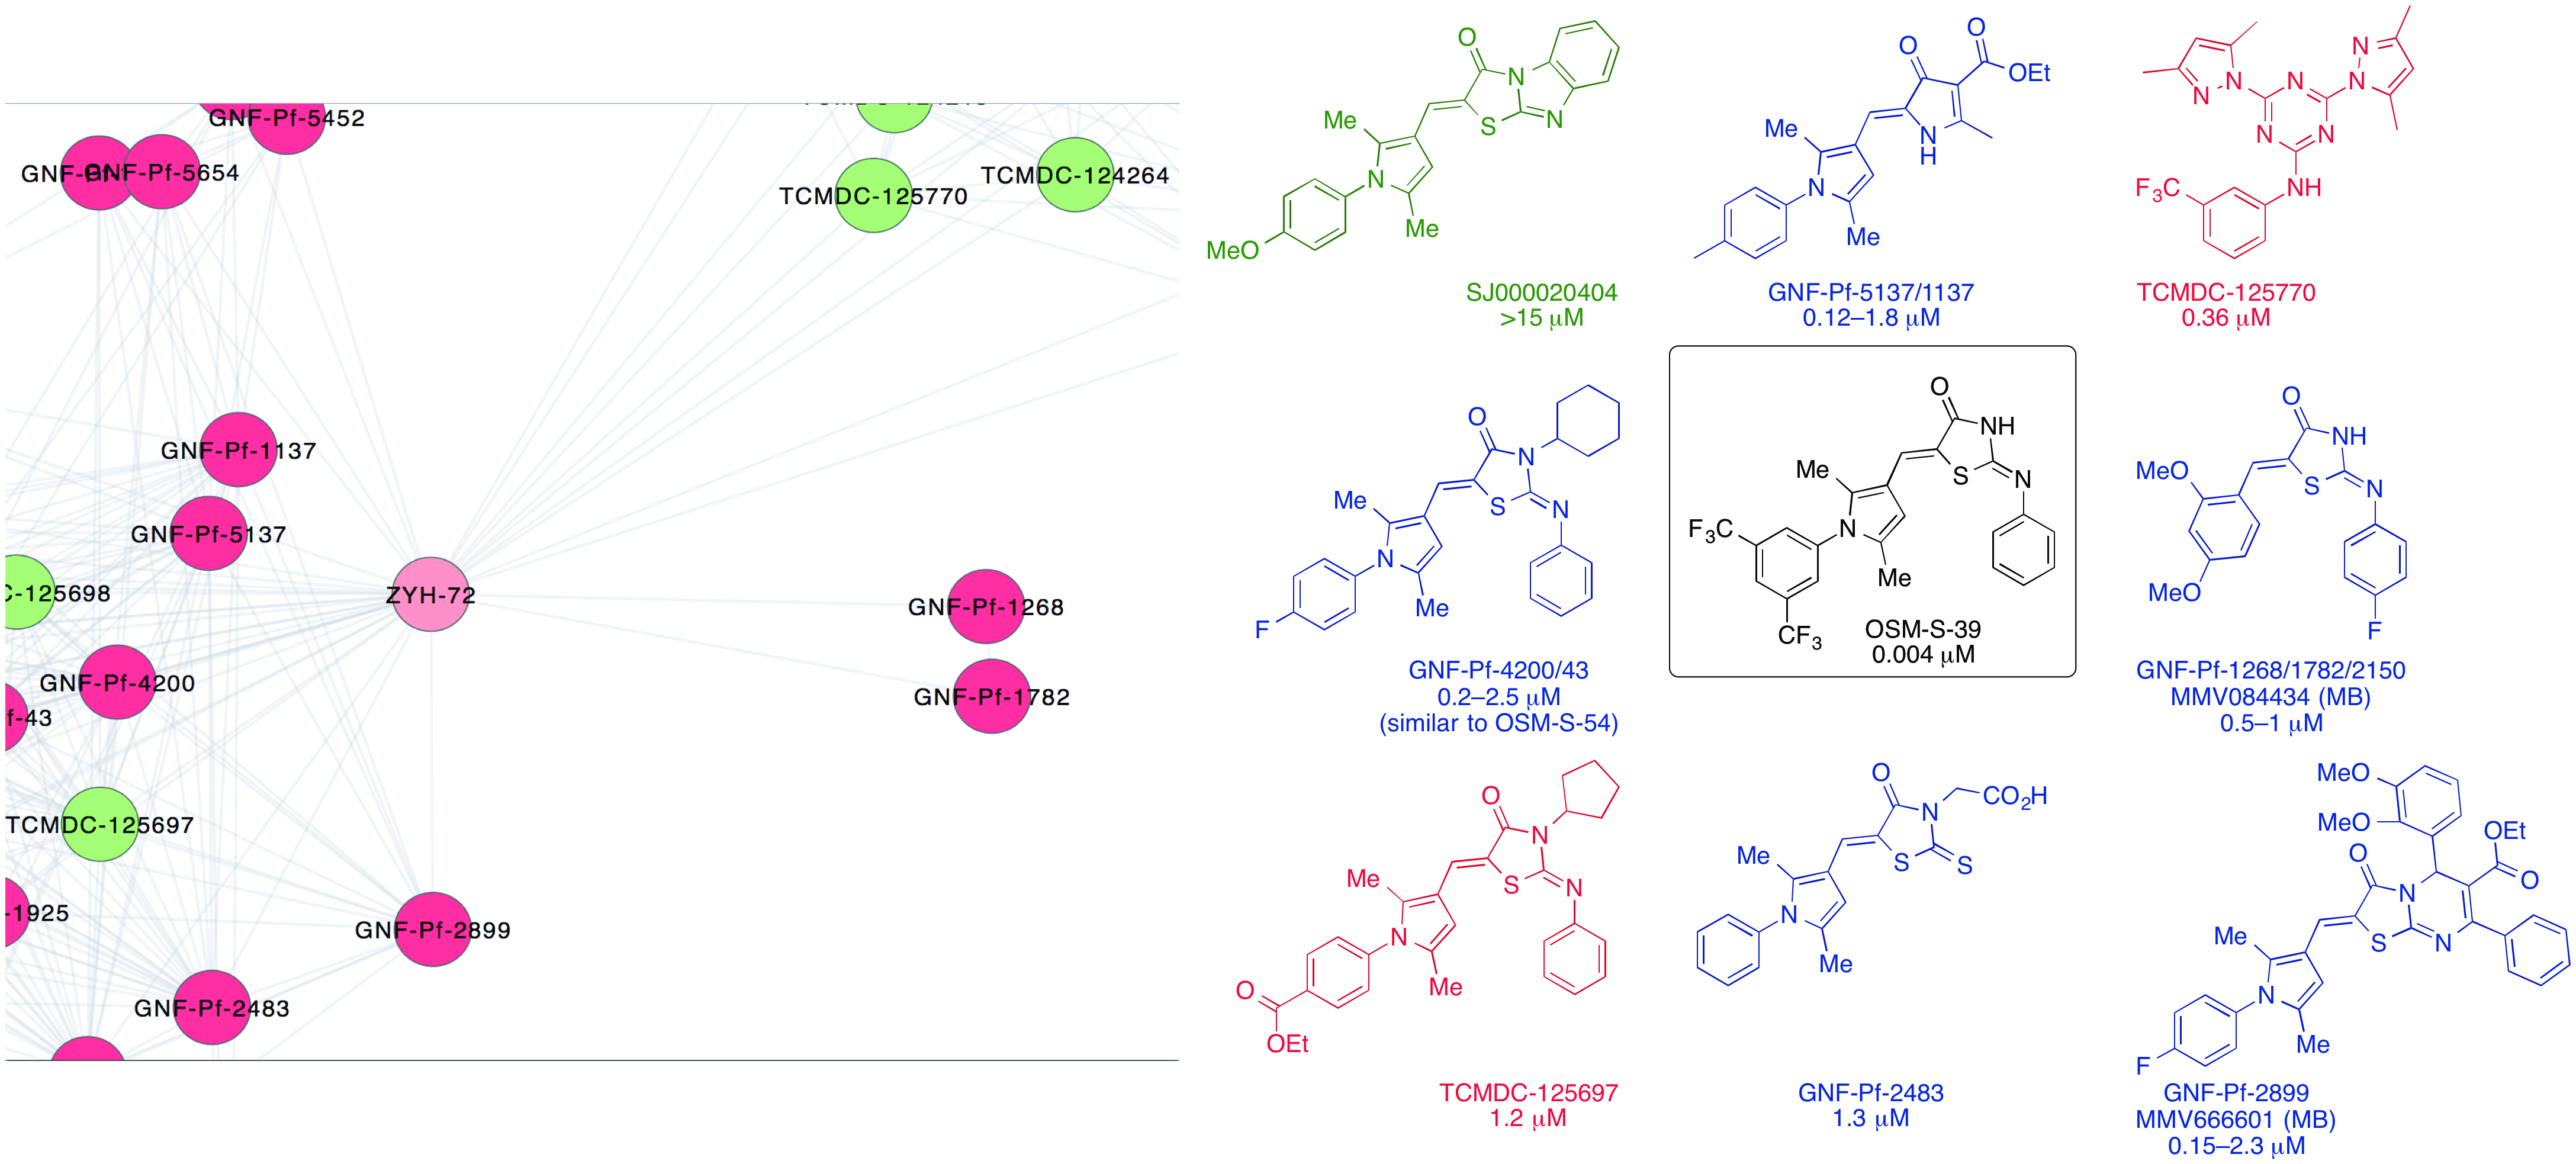 GNF-Pf-5452
GNF-Pf-5654
TCMDC-125770
TCMDC-124264
GNF-Pf-1137
GNF-Pf-5137
C-125698
ZYH-72
GNF-Pf-1268
GNF-Pf-4200
GNF-Pf-1782
f-43
TCMDC-125697
-1925
GNF-Pf-2899
GNF-Pf-2483
O
N
S
N
Me
N
Me
MeO
SJ000020404
>15 μM
O
O
OEt
Me
N
H
N
Me
GNF-Pf-5137/1137
0.12–1.8 μM
N
N
N
N
N
N
N
F3C
NH
TCMDC-125770
0.36 μM
O
N
Me
S
N
N
Me
F
GNF-Pf-4200/43
0.2–2.5 μM
(similar to OSM-S-54)
O
NH
Me
S
N
F3C
N
Me
CF3
OSM-S-39
0.004 μM
O
NH
MeO
S
N
MeO
F
GNF-Pf-1268/1782/2150
MMV084434 (MB)
0.5–1 μM
O
N
Me
S
N
N
Me
O
OEt
TCMDC-125697
1.2 μM
O
N
CO2H
Me
S
S
N
Me
GNF-Pf-2483
1.3 μM
MeO
MeO
OEt
O
O
N
Me
S
N
N
Me
F
GNF-Pf-2899
MMV666601 (MB)
0.15–2.3 μM